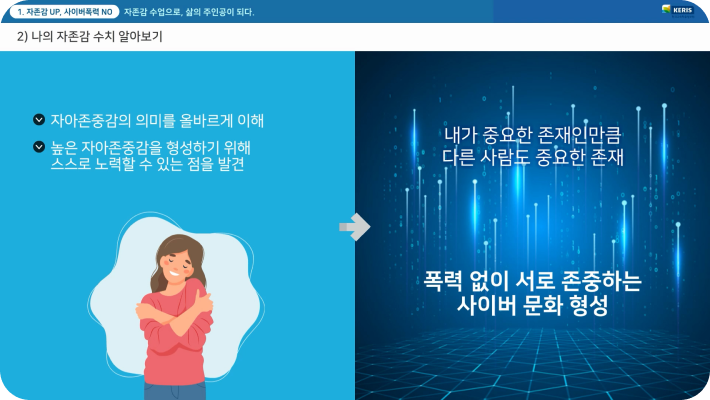 1. 자존감 UP, 사이버폭력 NO
자존감 수업으로, 삶의 주인공이 되다.
KERIS
2) 나의 자존감 수치 알아보기
자아존중감의 의미를 올바르게 이해
높은 자아존중감을 형성하기 위해
스스로 노력할 수 있는 점을 발견
내가 중요한 존재인만큼
다른 사람도 중요한 존재
폭력 없이 서로 존중하는
사이버 문화 형성